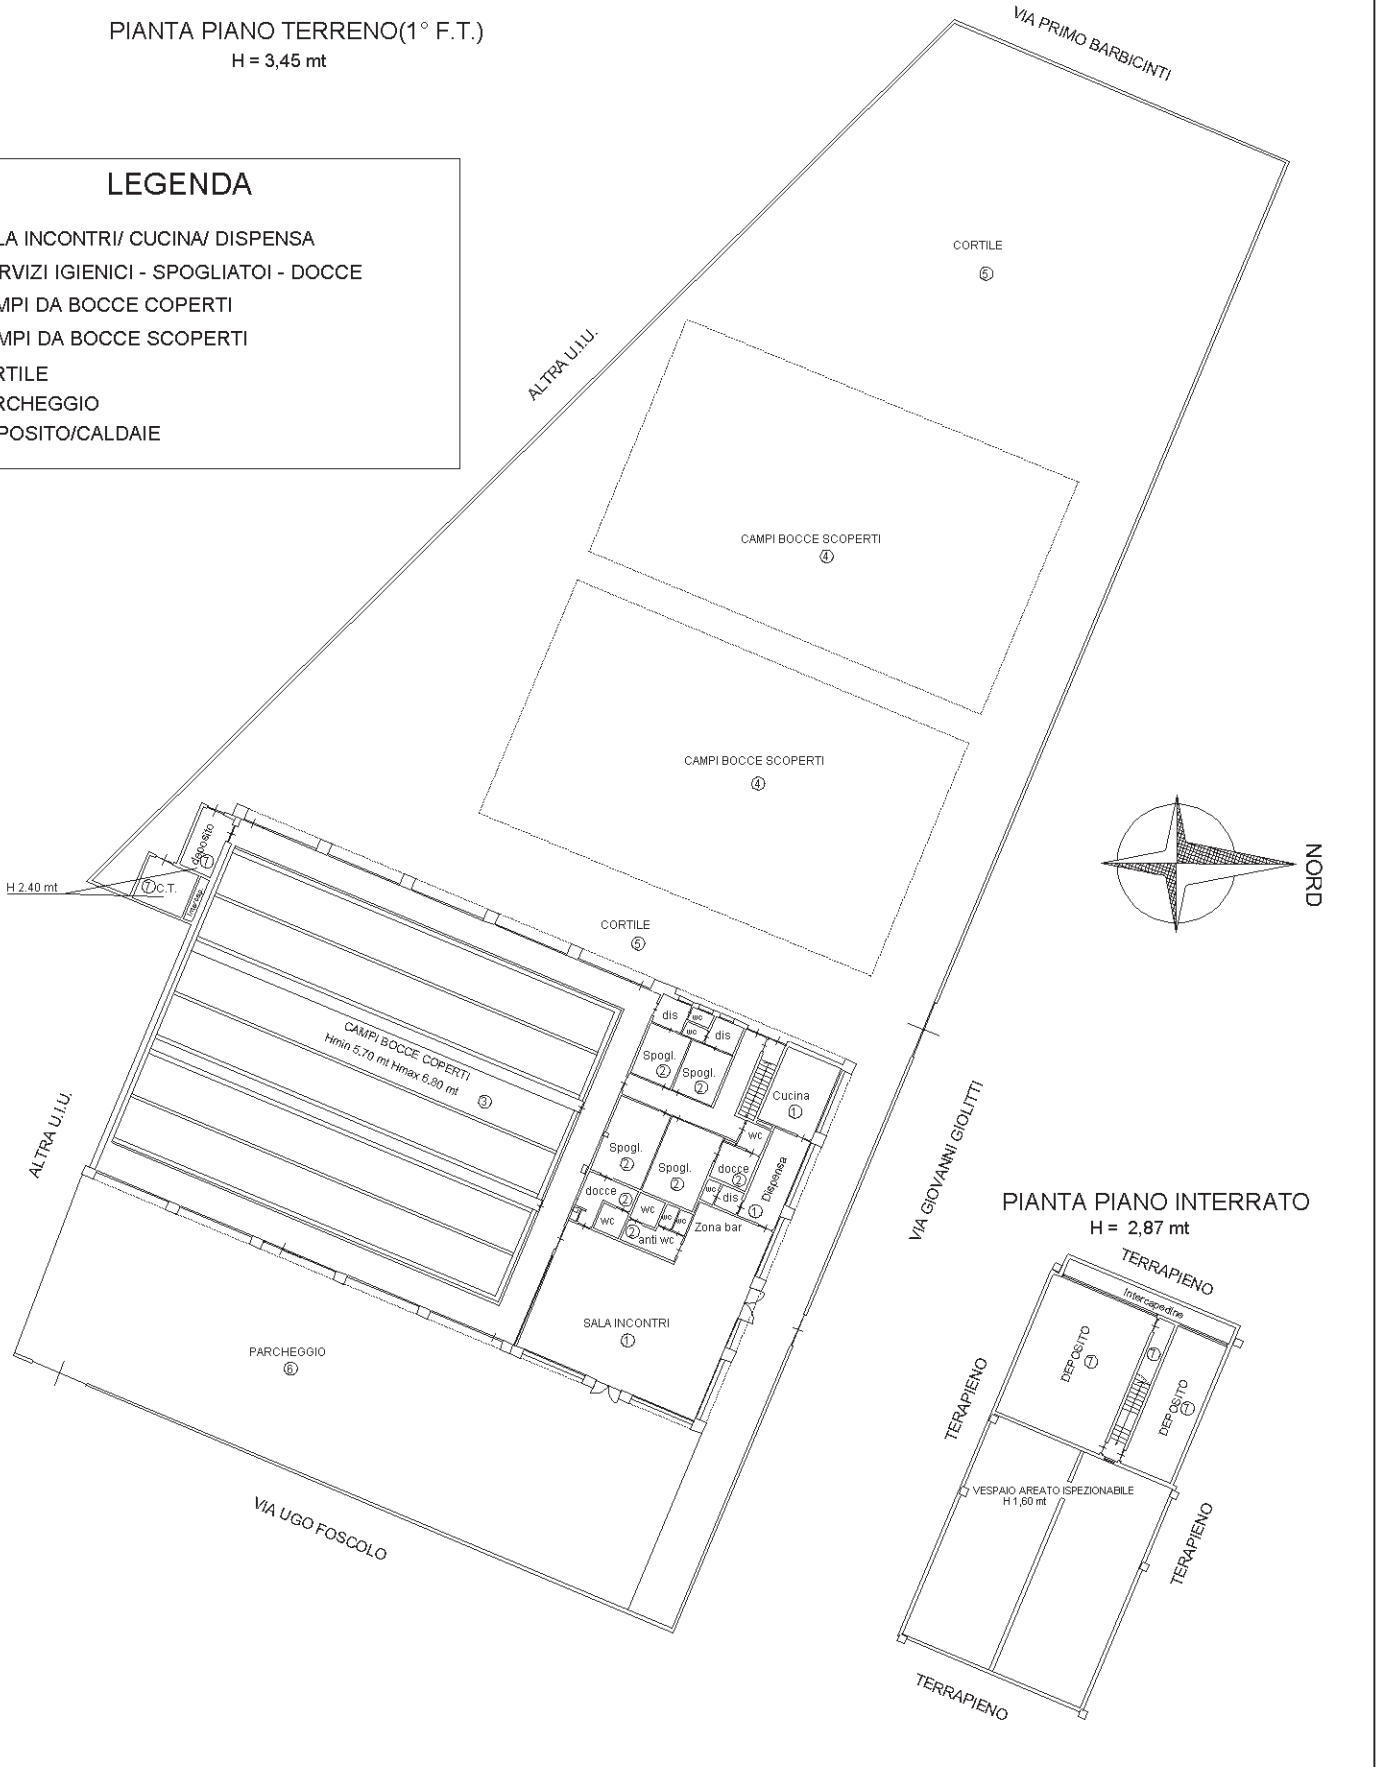 PIANTA PIANO TERRENO(1° F.T.)
H = 3,45 mt
VIA PRIMO BARBICINTI
LEGENDA
LA INCONTRI/ CUCINA/ DISPENSA
RVIZI IGIENICI - SPOGLIATOI - DOCCE
MPI DA BOCCE COPERTI
MPI DA BOCCE SCOPERTI
RTILE
RCHEGGIO
POSITO/CALDAIE
CORTILE
5
ALTRA U.I.U.
CAMPI BOCCE SCOPERTI
4
CAMPI BOCCE SCOPERTI
4
NORD
deposito
1
H 2.40 mt
7 C.T.
CORTILE
5
CAMPI BOCCE COPERTI
Hmin 5,70 mt Hmax 6.80 mt
3
dis
wc
wc
dis
Spogl.
2
Spogl.
2
Cucina
1
wc
Spogl.
2
Spogl.
2
docce
2
Dispensa
1
docce
2
wc
dis
wc
wc
wc
wc
2
anti wc
Zona bar
SALA INCONTRI
1
ALTRA U.I.U.
VIA GIOVANNI GIOLITTI
PARCHEGGIO
6
VIA UGO FOSCOLO
PIANTA PIANO INTERRATO
H = 2,87 mt
TERRAPIENO
Intercapedine
DEPOSITO
7
7
DEPOSITO
7
TERAPIENO
VESPAIO AREATO ISPEZIONABILE
H 1,60 mt
TERAPIENO
TERRAPIENO